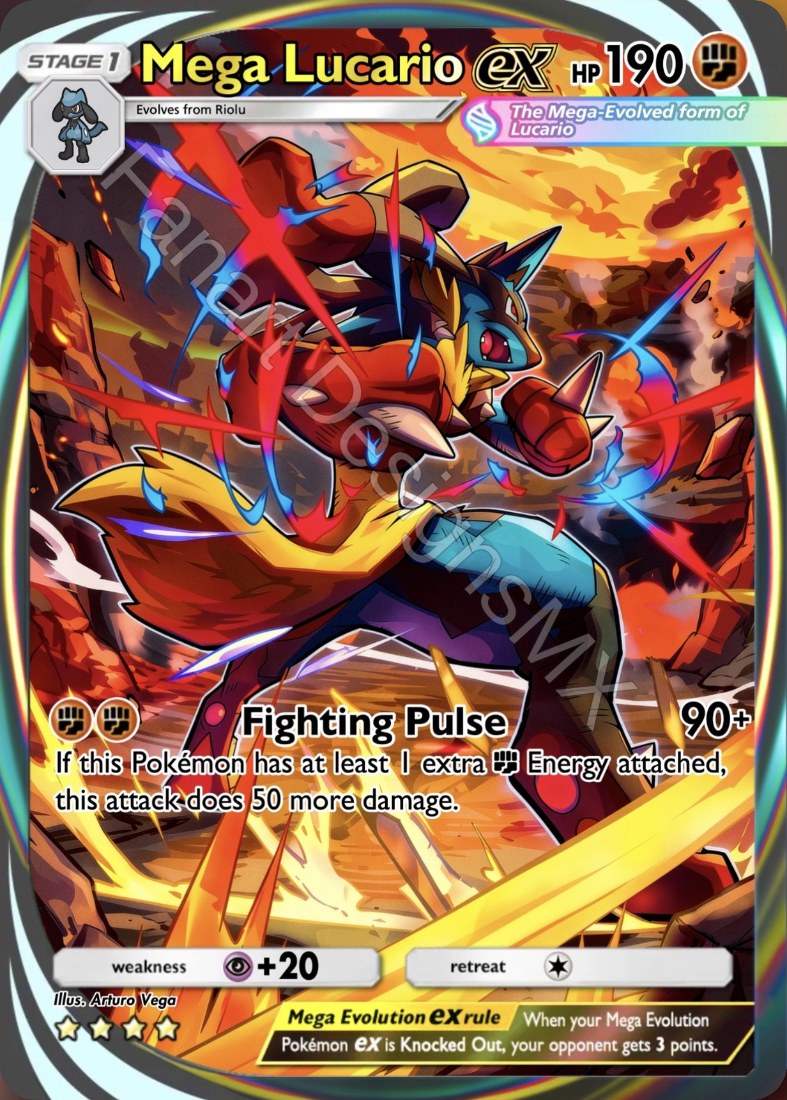 STAGE 1 Mega Lucario ex HP 190
Evolves from Riolu
The Mega-Evolved form of
Lucario
Fanart DesignsMX
Fighting Pulse 90+
If this Pokémon has at least 1 extra Energy attached,
this attack does 50 more damage.
weakness +20 retreat
Illus. Arturo Vega
Mega Evolution ex rule When your Mega Evolution
Pokémon ex is Knocked Out, your opponent gets 3 points.